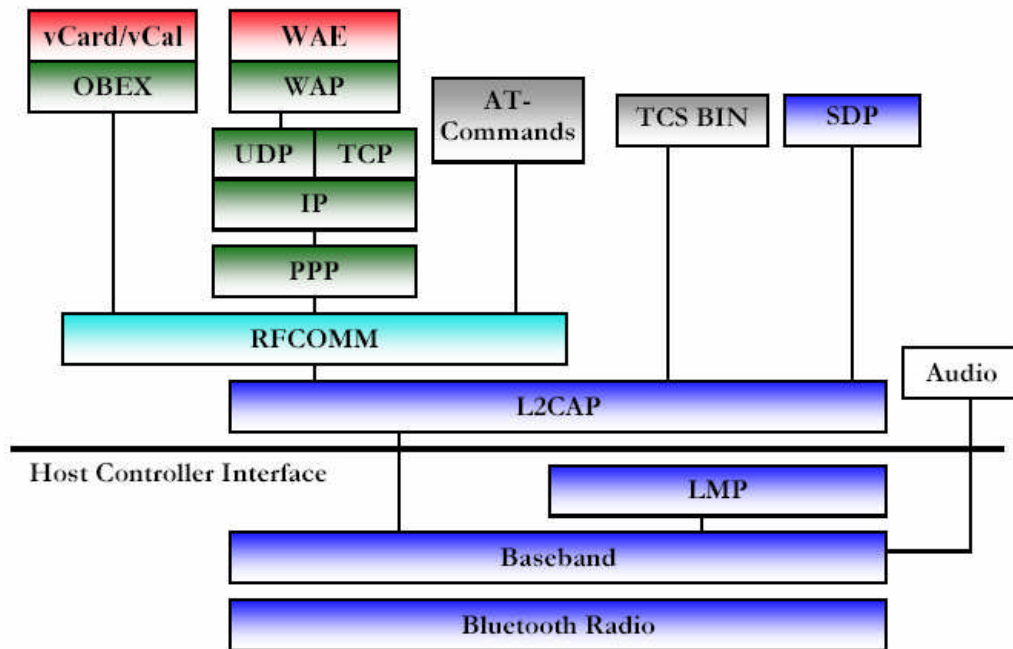 vCard/vCal
OBEX
WAE
WAP
UDP
TCP
IP
PPP
AT-
Commands
TCS BIN
SDP
RFCOMM
L2CAP
Audio
Host Controller Interface
LMP
Baseband
Bluetooth Radio